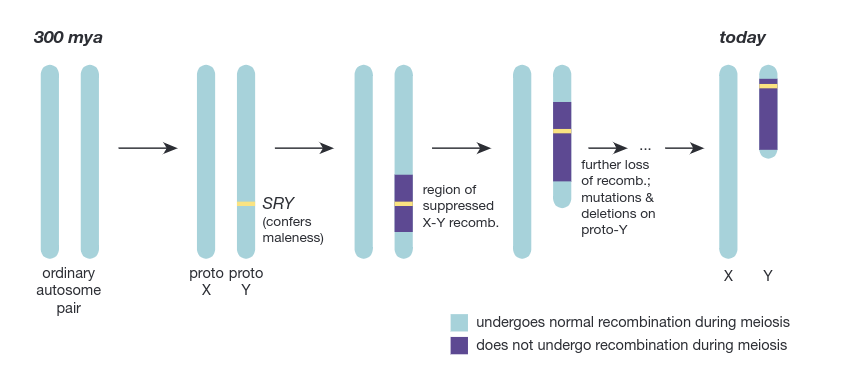 300 mya
today
SRY
(confers
maleness)
region of
suppressed
X-Y recomb.
...
further loss
of recomb.;
mutations &
deletions on
proto-Y
ordinary
autosome
pair
proto proto
X Y
X Y
undergoes normal recombination during meiosis
does not undergo recombination during meiosis